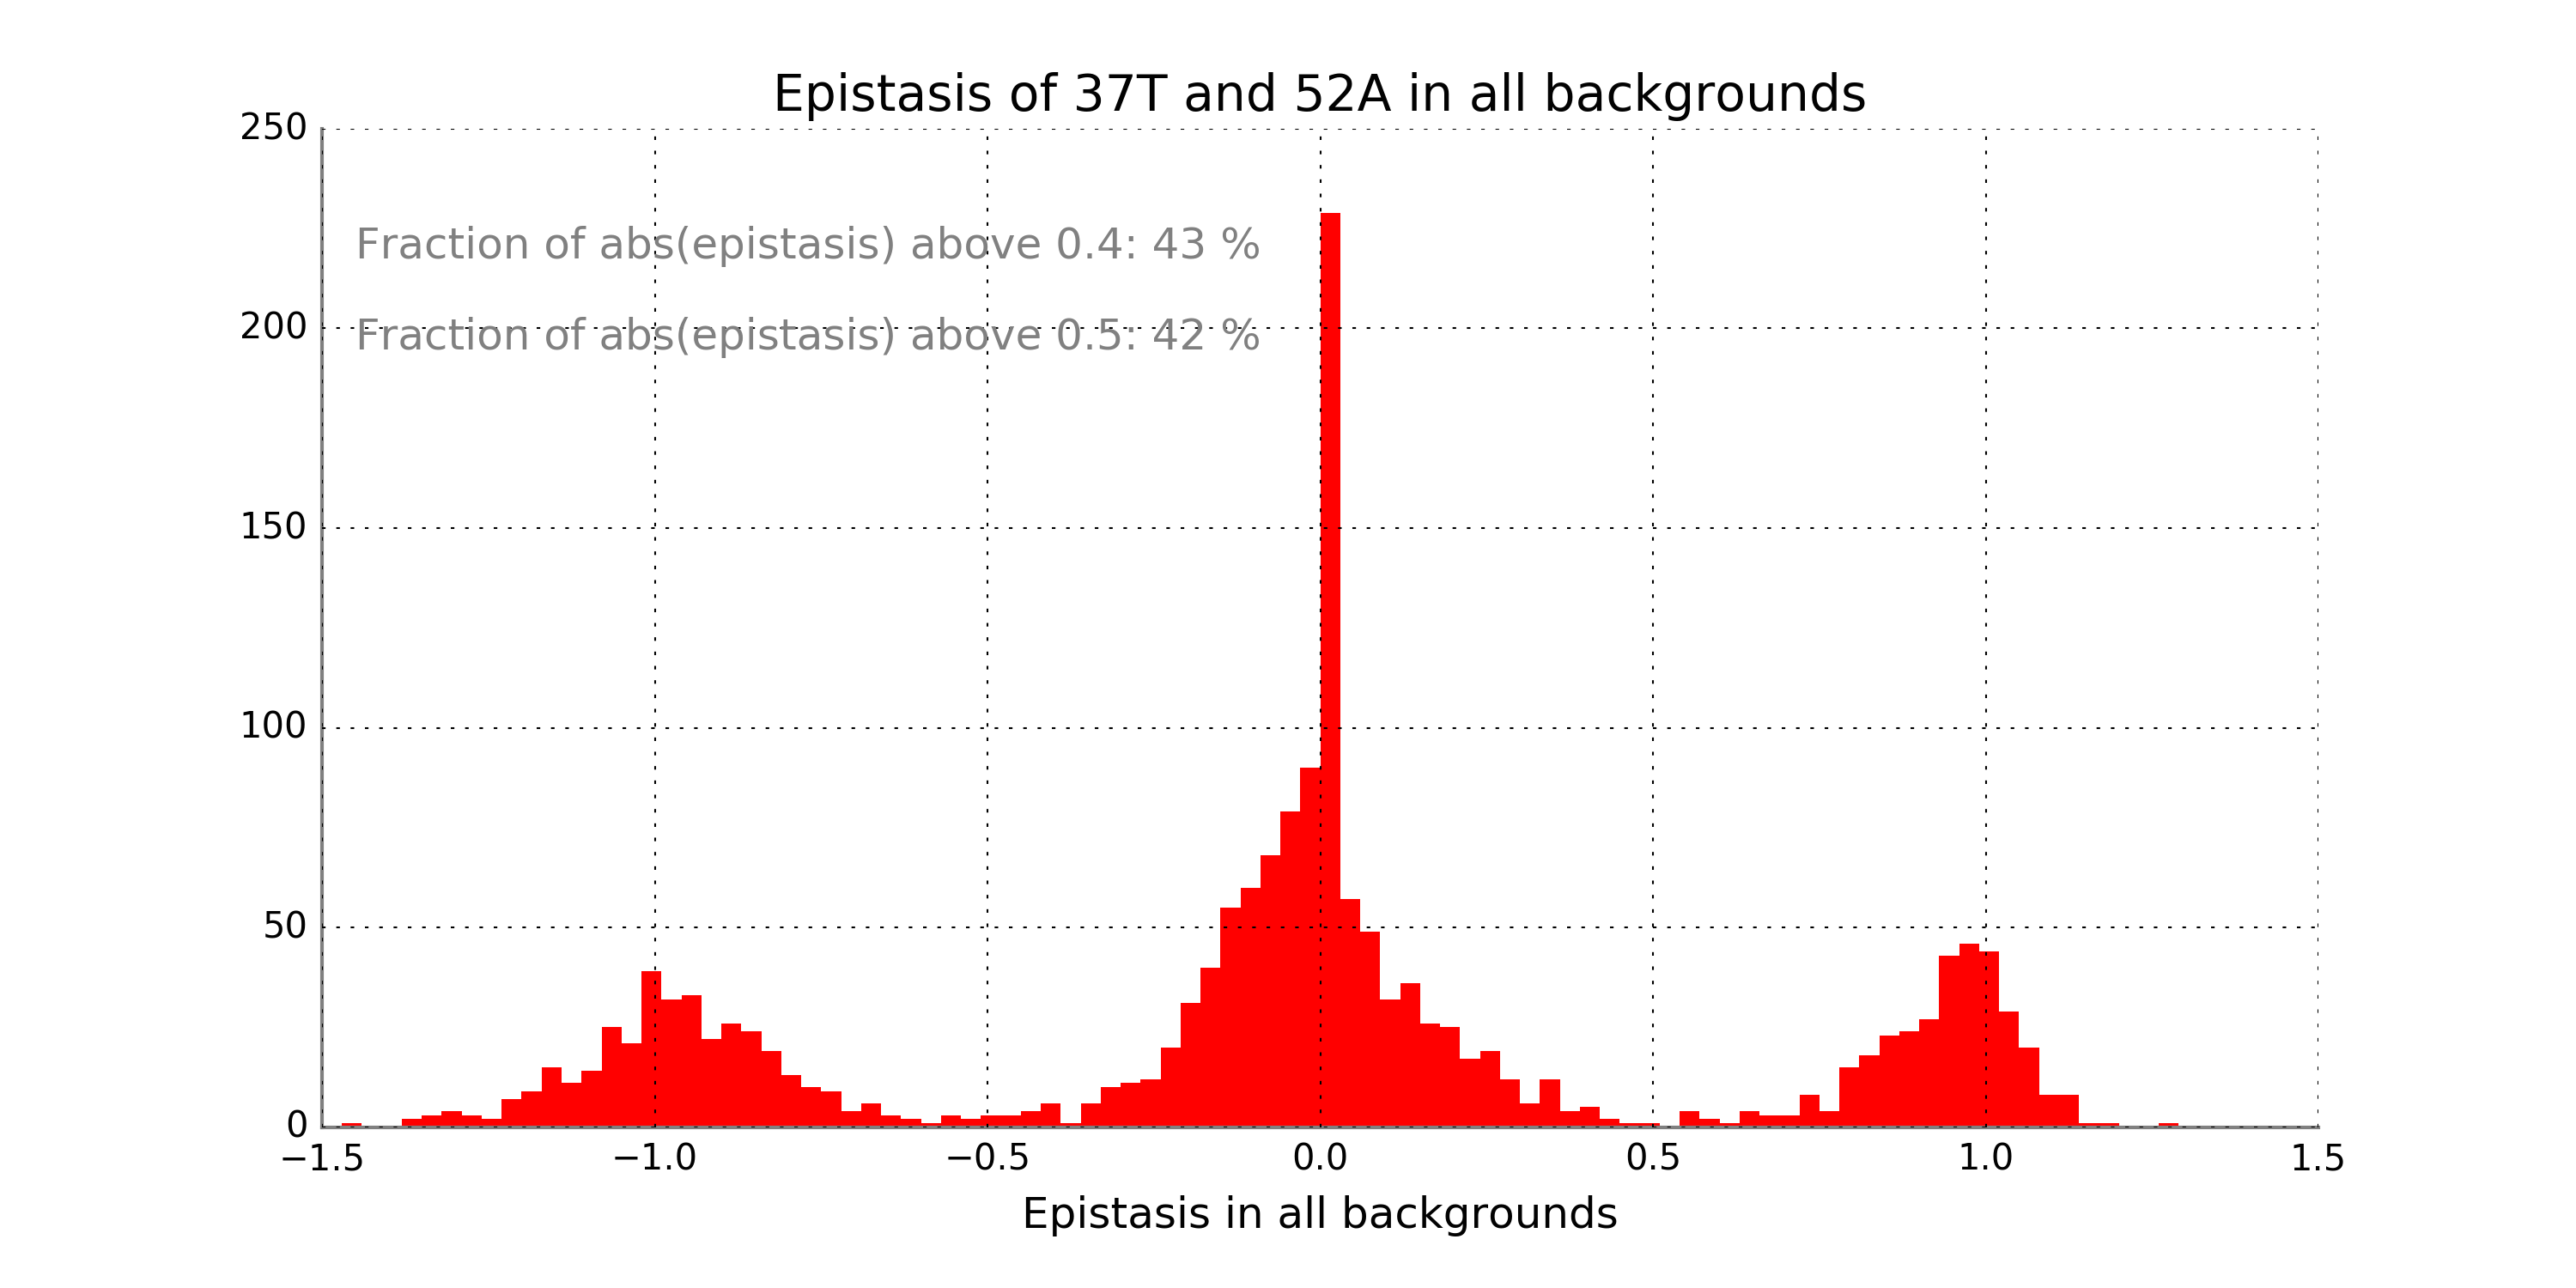 Epistasis of 37T and 52A in all backgrounds
250
Fraction of abs(epistasis) above 0.4: 43 %
200
Fraction of abs(epistasis) above 0.5: 42 %
150
100
50
0
−1.5 −1.0 −0.5 0.0 0.5 1.0 1.5
Epistasis in all backgrounds